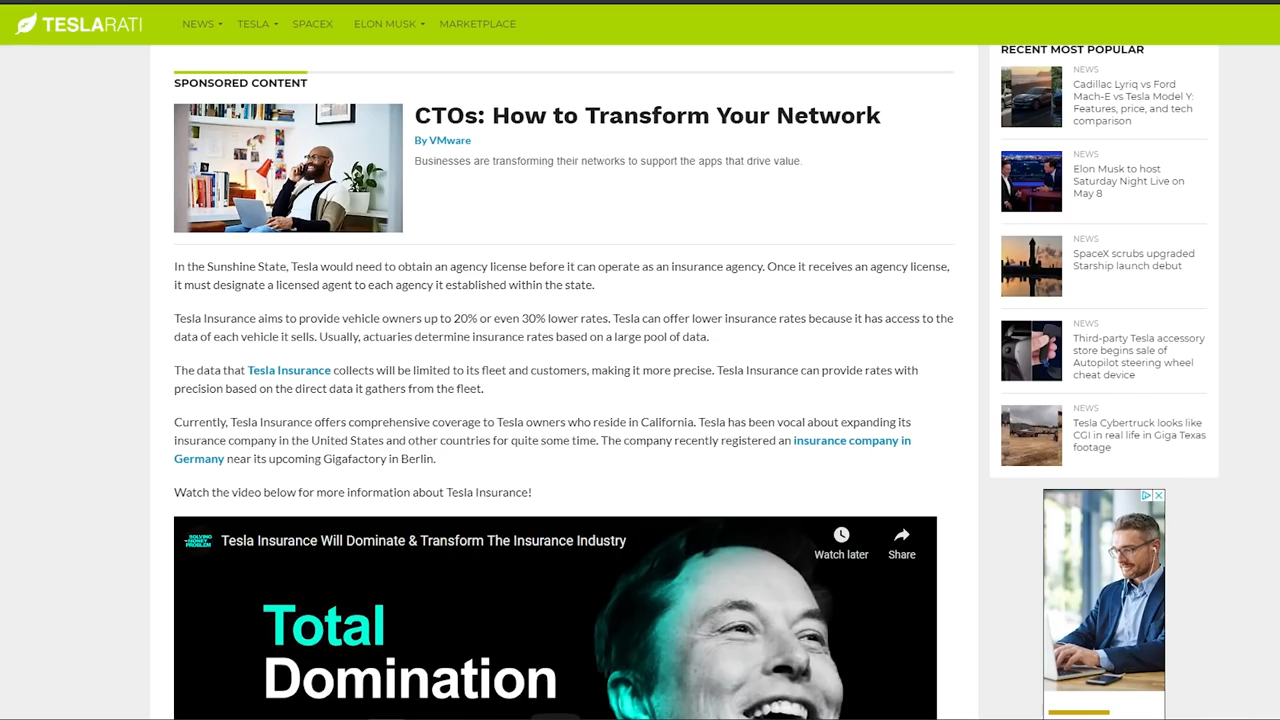 TESLARATI
NEWS
TESLA
SPACEX
ELON MUSK
MARKETPLACE
SPONSORED CONTENT
CTOs: How to Transform Your Network
By VMware
Businesses are transforming their networks to support the apps that drive value.
In the Sunshine State, Tesla would need to obtain an agency license before it can operate as an insurance agency. Once it receives an agency license,
it must designate a licensed agent to each agency it established within the state.
Tesla Insurance aims to provide vehicle owners up to 20% or even 30% lower rates. Tesla can offer lower insurance rates because it has access to the
data of each vehicle it sells. Usually, actuaries determine insurance rates based on a large pool of data.
The data that Tesla Insurance collects will be limited to its fleet and customers, making it more precise. Tesla Insurance can provide rates with
precision based on the direct data it gathers from the fleet.
Currently, Tesla Insurance offers comprehensive coverage to Tesla owners who reside in California. Tesla has been vocal about expanding its
insurance company in the United States and other countries for quite some time. The company recently registered an insurance company in
Germany near its upcoming Gigafactory in Berlin.
Watch the video below for more information about Tesla Insurance!
SOLVING
THE
MONEY
PROBLEM
Tesla Insurance Will Dominate & Transform The Insurance Industry
Watch later
Share
Total
Domination
RECENT MOST POPULAR
NEWS
Cadillac Lyriq vs Ford
Mach-E vs Tesla Model Y:
Features, price, and tech
comparison
NEWS
Elon Musk to host
Saturday Night Live on
May 8
NEWS
SpaceX scrubs upgraded
Starship launch debut
NEWS
Third-party Tesla accessory
store begins sale of
Autopilot steering wheel
cheat device
NEWS
Tesla Cybertruck looks like
CGI in real life in Giga Texas
footage